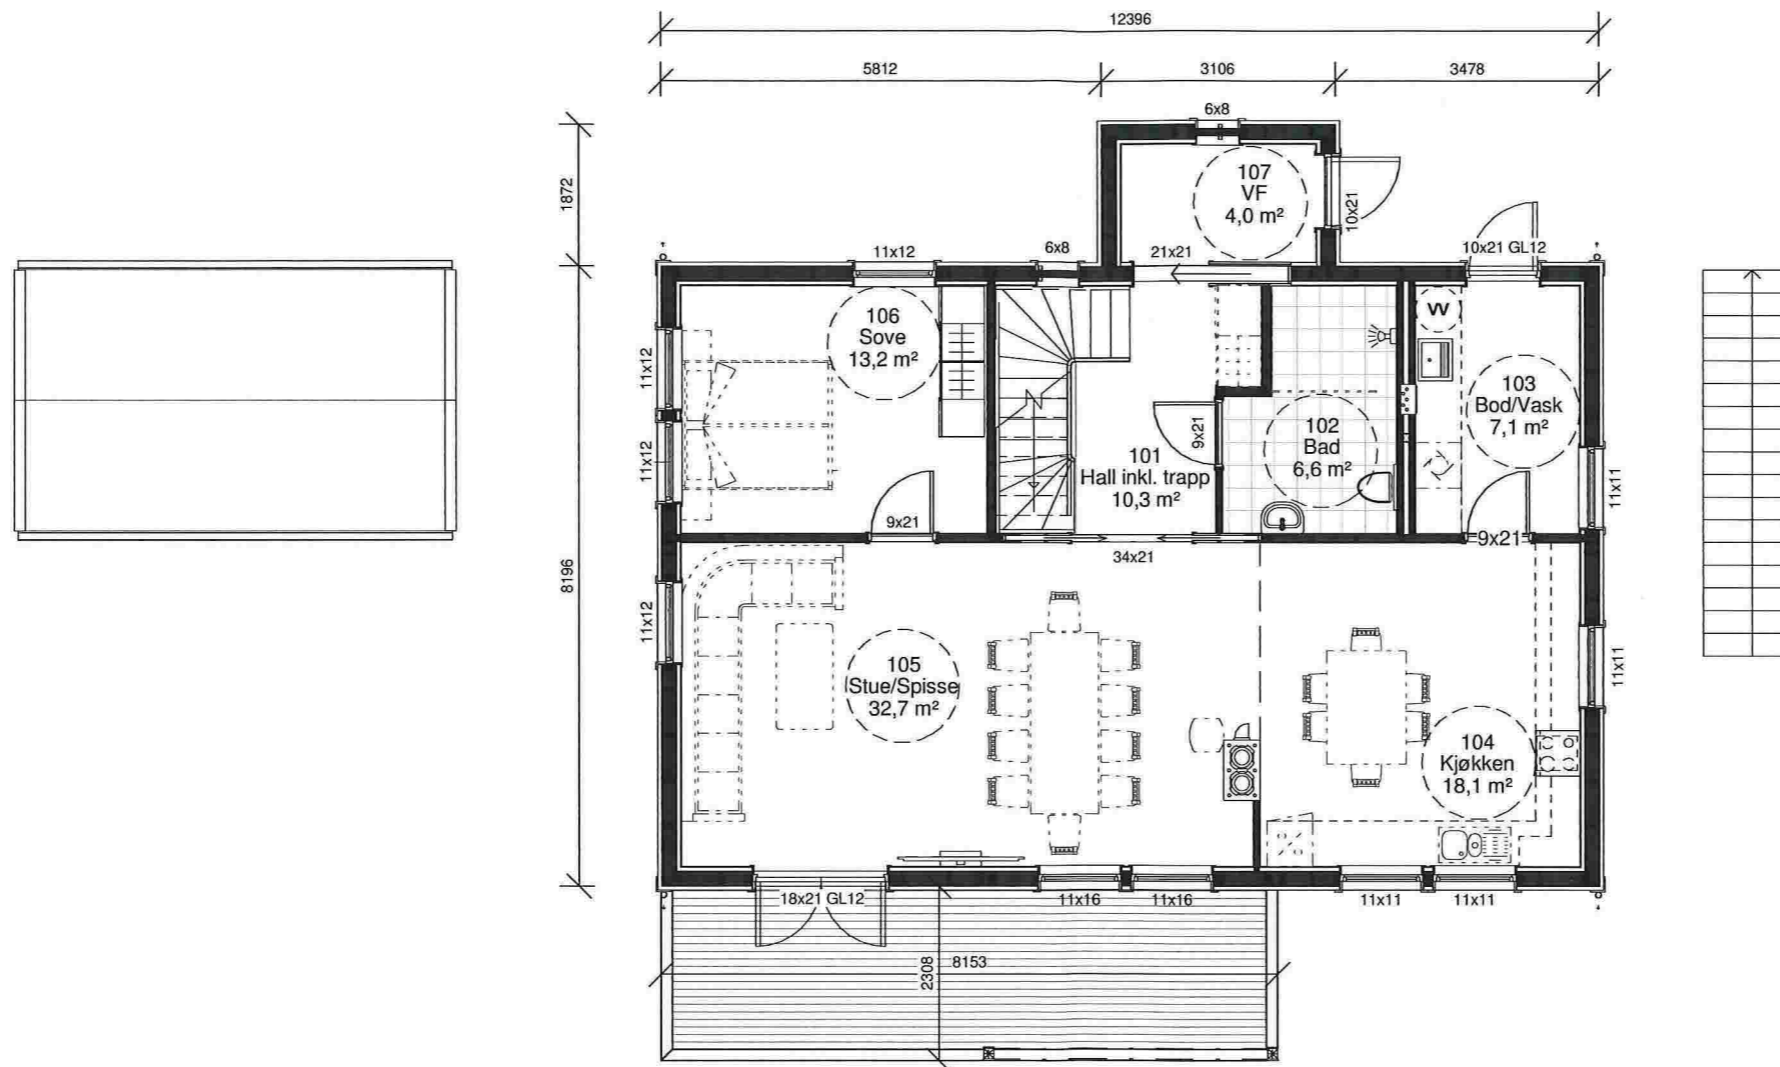 12396
5812
3106
3478
6x8
1872
107
VF
4,0 m²
10x21
11x12
6x8
21x21
10x21 GL12
106
Sove
13,2 m²
VV
11x12
103
Bod/Vask
7,1 m²
9x21
102
Bad
6,6 m²
101
Hall inkl. trapp
10,3 m²
11x12
11x11
9x21
34x21
9x21
8196
11x12
105
Stue/Spisse
32,7 m²
11x11
104
Kjøkken
18,1 m²
18x21 GL12
11x16
11x16
11x11
11x11
2308
8153